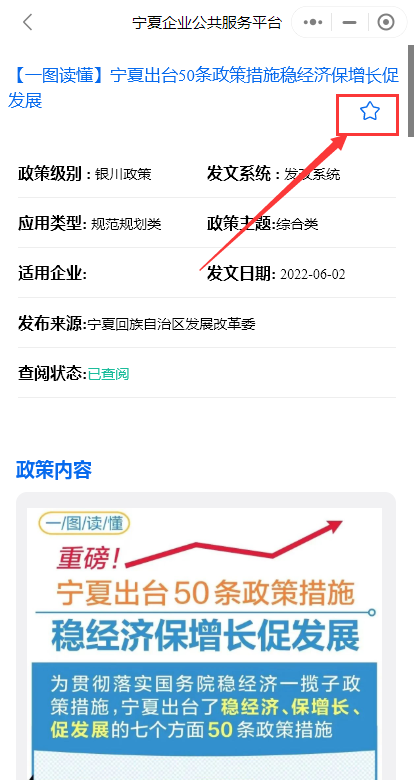 宁夏企业公共服务平台
【一图读懂】宁夏出台50条政策措施稳经济保增长促
发展
政策级别：银川政策 发文系统：发改系统
应用类型: 规范规划类 政策主题:综合类
适用企业: 发文日期: 2022-06-02
发布来源:宁夏回族自治区发展改革委
查阅状态:已查阅
政策内容
一/图/读/懂
重磅！
宁夏出台50条政策措施
稳经济保增长促发展
为贯彻落实国务院稳经济一揽子政
策措施，宁夏出台了稳经济、保增长、
促发展的七个方面50条政策措施